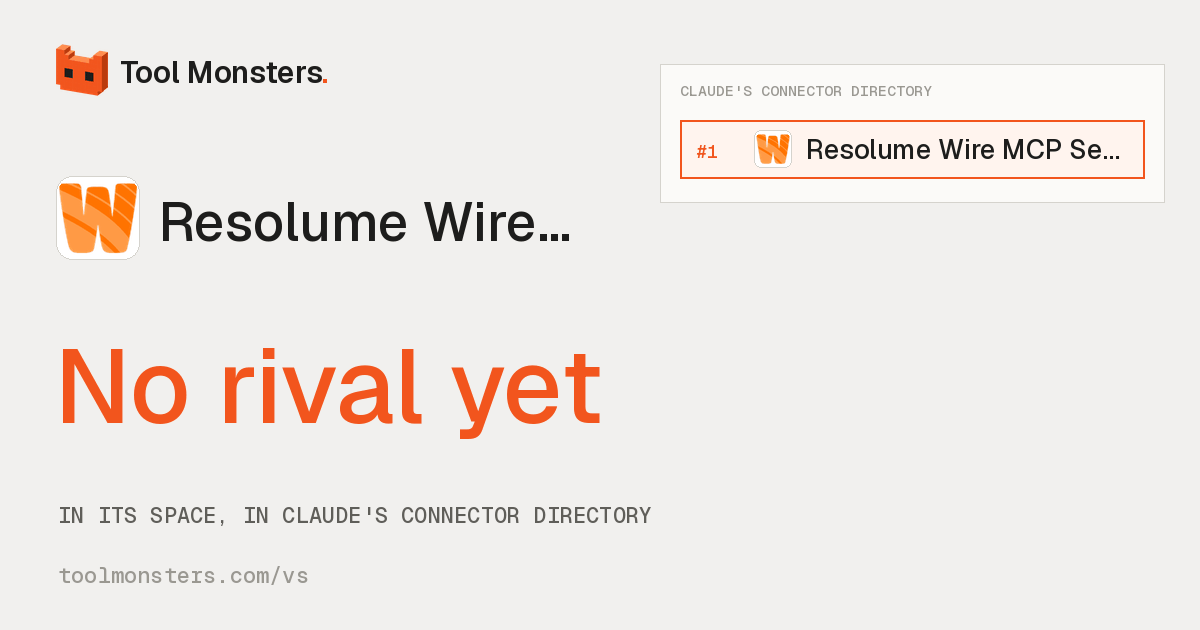 Tool Monsters.
CLAUDE'S CONNECTOR DIRECTORY
#1 Resolume Wire MCP Se...
Resolume Wire...
No rival yet
IN ITS SPACE, IN CLAUDE'S CONNECTOR DIRECTORY
toolmonsters.com/vs